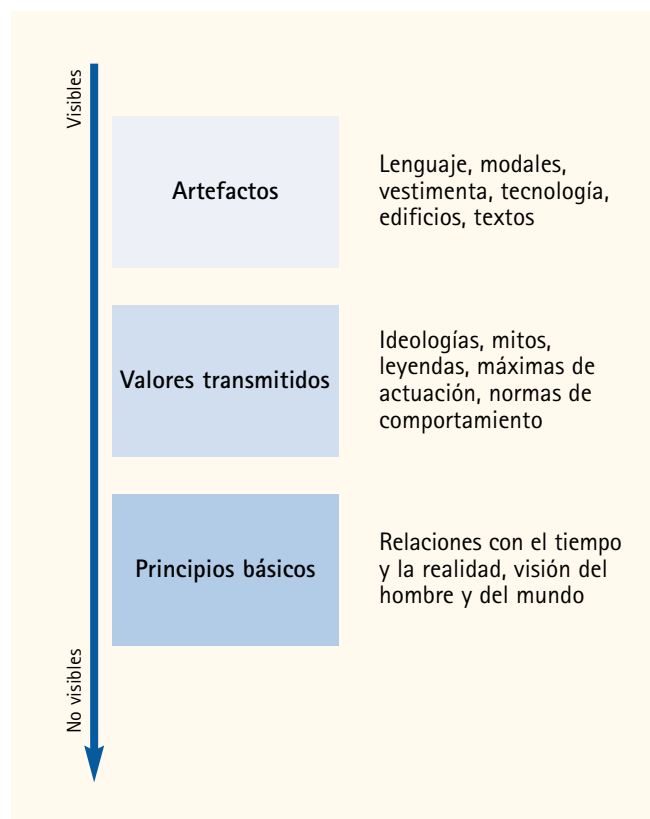 Visibles
Artefactos
Lenguaje, modales,
vestimenta, tecnología,
edificios, textos
Valores transmitidos
Ideologías, mitos,
leyendas, máximas de
actuación, normas de
comportamiento
Principios básicos
Relaciones con el tiempo
y la realidad, visión del
hombre y del mundo
No visibles